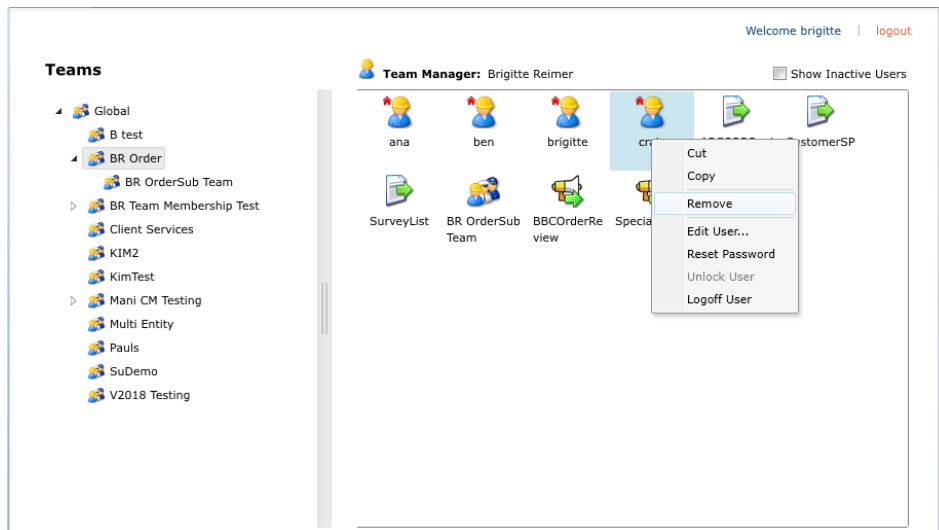 Welcome brigitte | logout
Teams
Team Manager: Brigitte Reimer
Show Inactive Users
Global
B test
BR Order
BR OrderSub Team
BR Team Membership Test
Client Services
KIM2
KimTest
Mani CM Testing
Multi Entity
Pauls
SuDemo
V2018 Testing
ana ben brigitte
SurveyList BR OrderSub BBCOrderRe
Team view
Cut
Copy
Remove
Edit User...
Reset Password
Unlock User
Logoff User